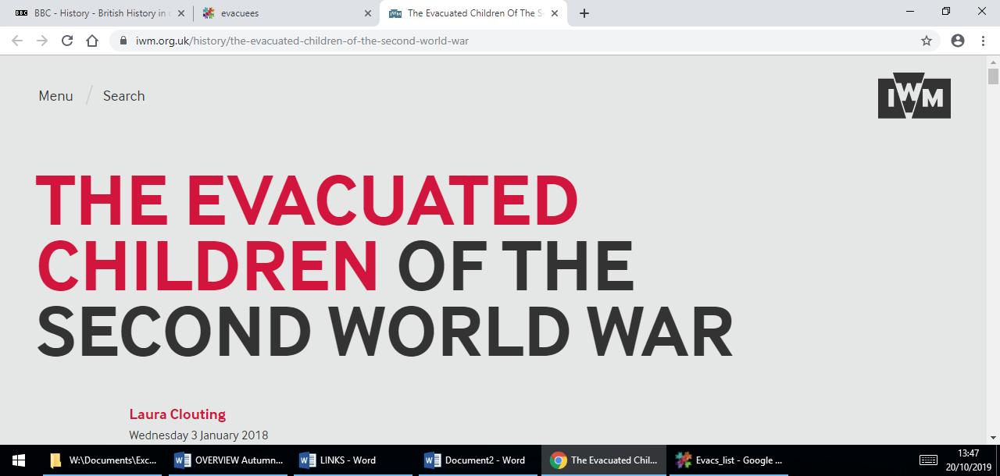 BBC BBC - History - British History in
evacuees
The Evacuated Children Of The S
iwm.org.uk/history/the-evacuated-children-of-the-second-world-war
Menu / Search
IWM
THE EVACUATED
CHILDREN OF THE
SECOND WORLD WAR
Laura Clouting
Wednesday 3 January 2018
W:\Documents\Exc...
OVERVIEW Autumn...
LINKS - Word
Document2 - Word
The Evacuated Chil...
Evacs_list - Google ...
13:47
20/10/2019